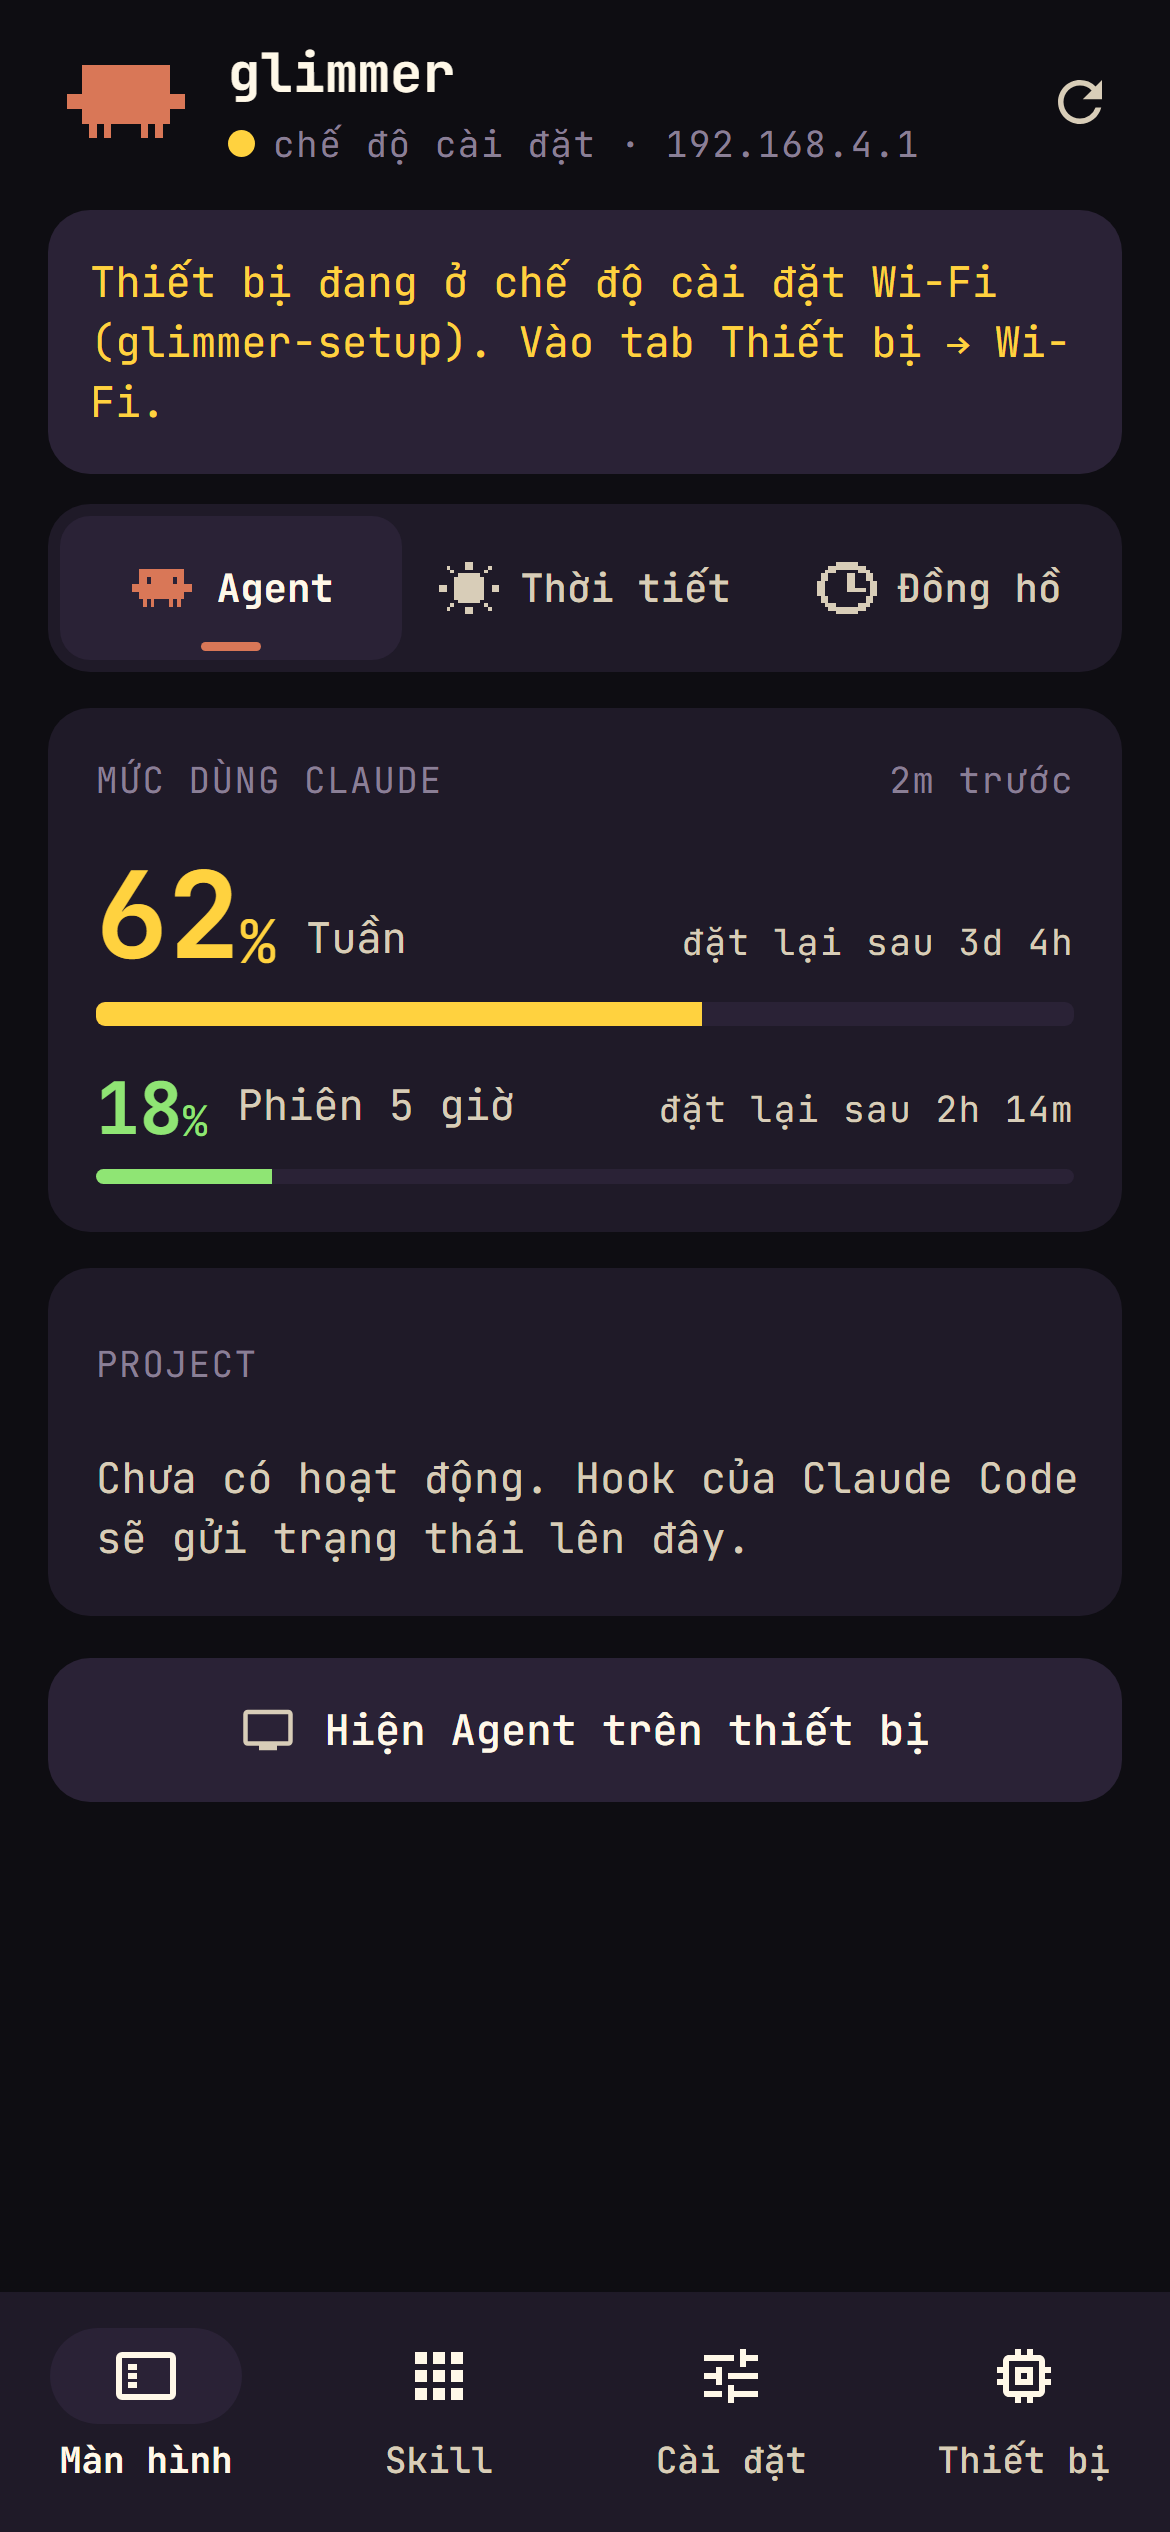 glimmer
chế độ cài đặt · 192.168.4.1
Thiết bị đang ở chế độ cài đặt Wi-Fi
(glimmer-setup). Vào tab Thiết bị → Wi-
Fi.
Agent
Thời tiết
Đồng hồ
MỨC DÙNG CLAUDE
2m trước
62% Tuần
đặt lại sau 3d 4h
18% Phiên 5 giờ
đặt lại sau 2h 14m
PROJECT
Chưa có hoạt động. Hook của Claude Code
sẽ gửi trạng thái lên đây.
Hiện Agent trên thiết bị
Màn hình
Skill
Cài đặt
Thiết bị